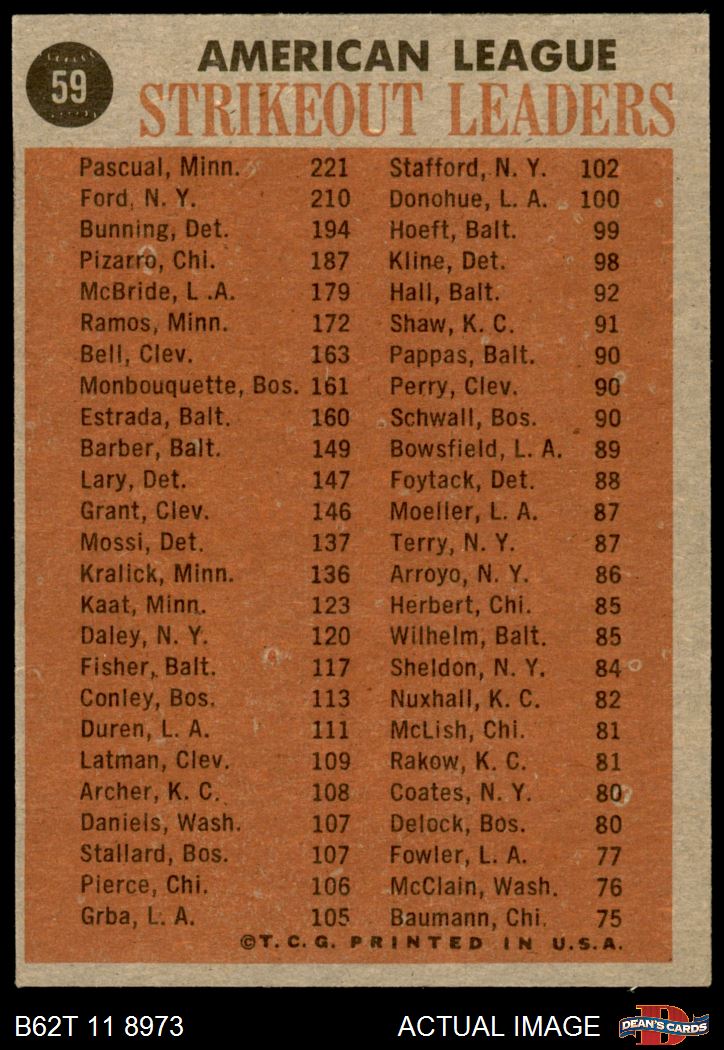 59
AMERICAN LEAGUE
STRIKEOUT LEADERS
Pascual, Minn. 221
Ford, N. Y. 210
Bunning, Det. 194
Pizarro, Chi. 187
McBride, L .A. 179
Ramos, Minn. 172
Bell, Clev. 163
Monbouquette, Bos. 161
Estrada, Balt. 160
Barber, Balt. 149
Lary, Det. 147
Grant, Clev. 146
Mossi, Det. 137
Kralick, Minn. 136
Kaat, Minn. 123
Daley, N. Y. 120
Fisher, Balt. 117
Conley, Bos. 113
Duren, L. A. 111
Latman, Clev. 109
Archer, K. C. 108
Daniels, Wash. 107
Stallard, Bos. 107
Pierce, Chi. 106
Grba, L. A. 105
Stafford, N. Y. 102
Donohue, L. A. 100
Hoeft, Balt. 99
Kline, Det. 98
Hall, Balt. 92
Shaw, K. C. 91
Pappas, Balt. 90
Perry, Clev. 90
Schwall, Bos. 90
Bowsfield, L. A. 89
Foytack, Det. 88
Moeller, L. A. 87
Terry, N. Y. 87
Arroyo, N. Y. 86
Herbert, Chi. 85
Wilhelm, Balt. 85
Sheldon, N. Y. 84
Nuxhall, K. C. 82
McLish, Chi. 81
Rakow, K. C. 81
Coates, N. Y. 80
Delock, Bos. 80
Fowler, L. A. 77
McClain, Wash. 76
Baumann, Chi. 75
©T.C.G. PRINTED IN U.S.A.
B62T 11 8973
ACTUAL IMAGE
D
DEAN'S CARDS